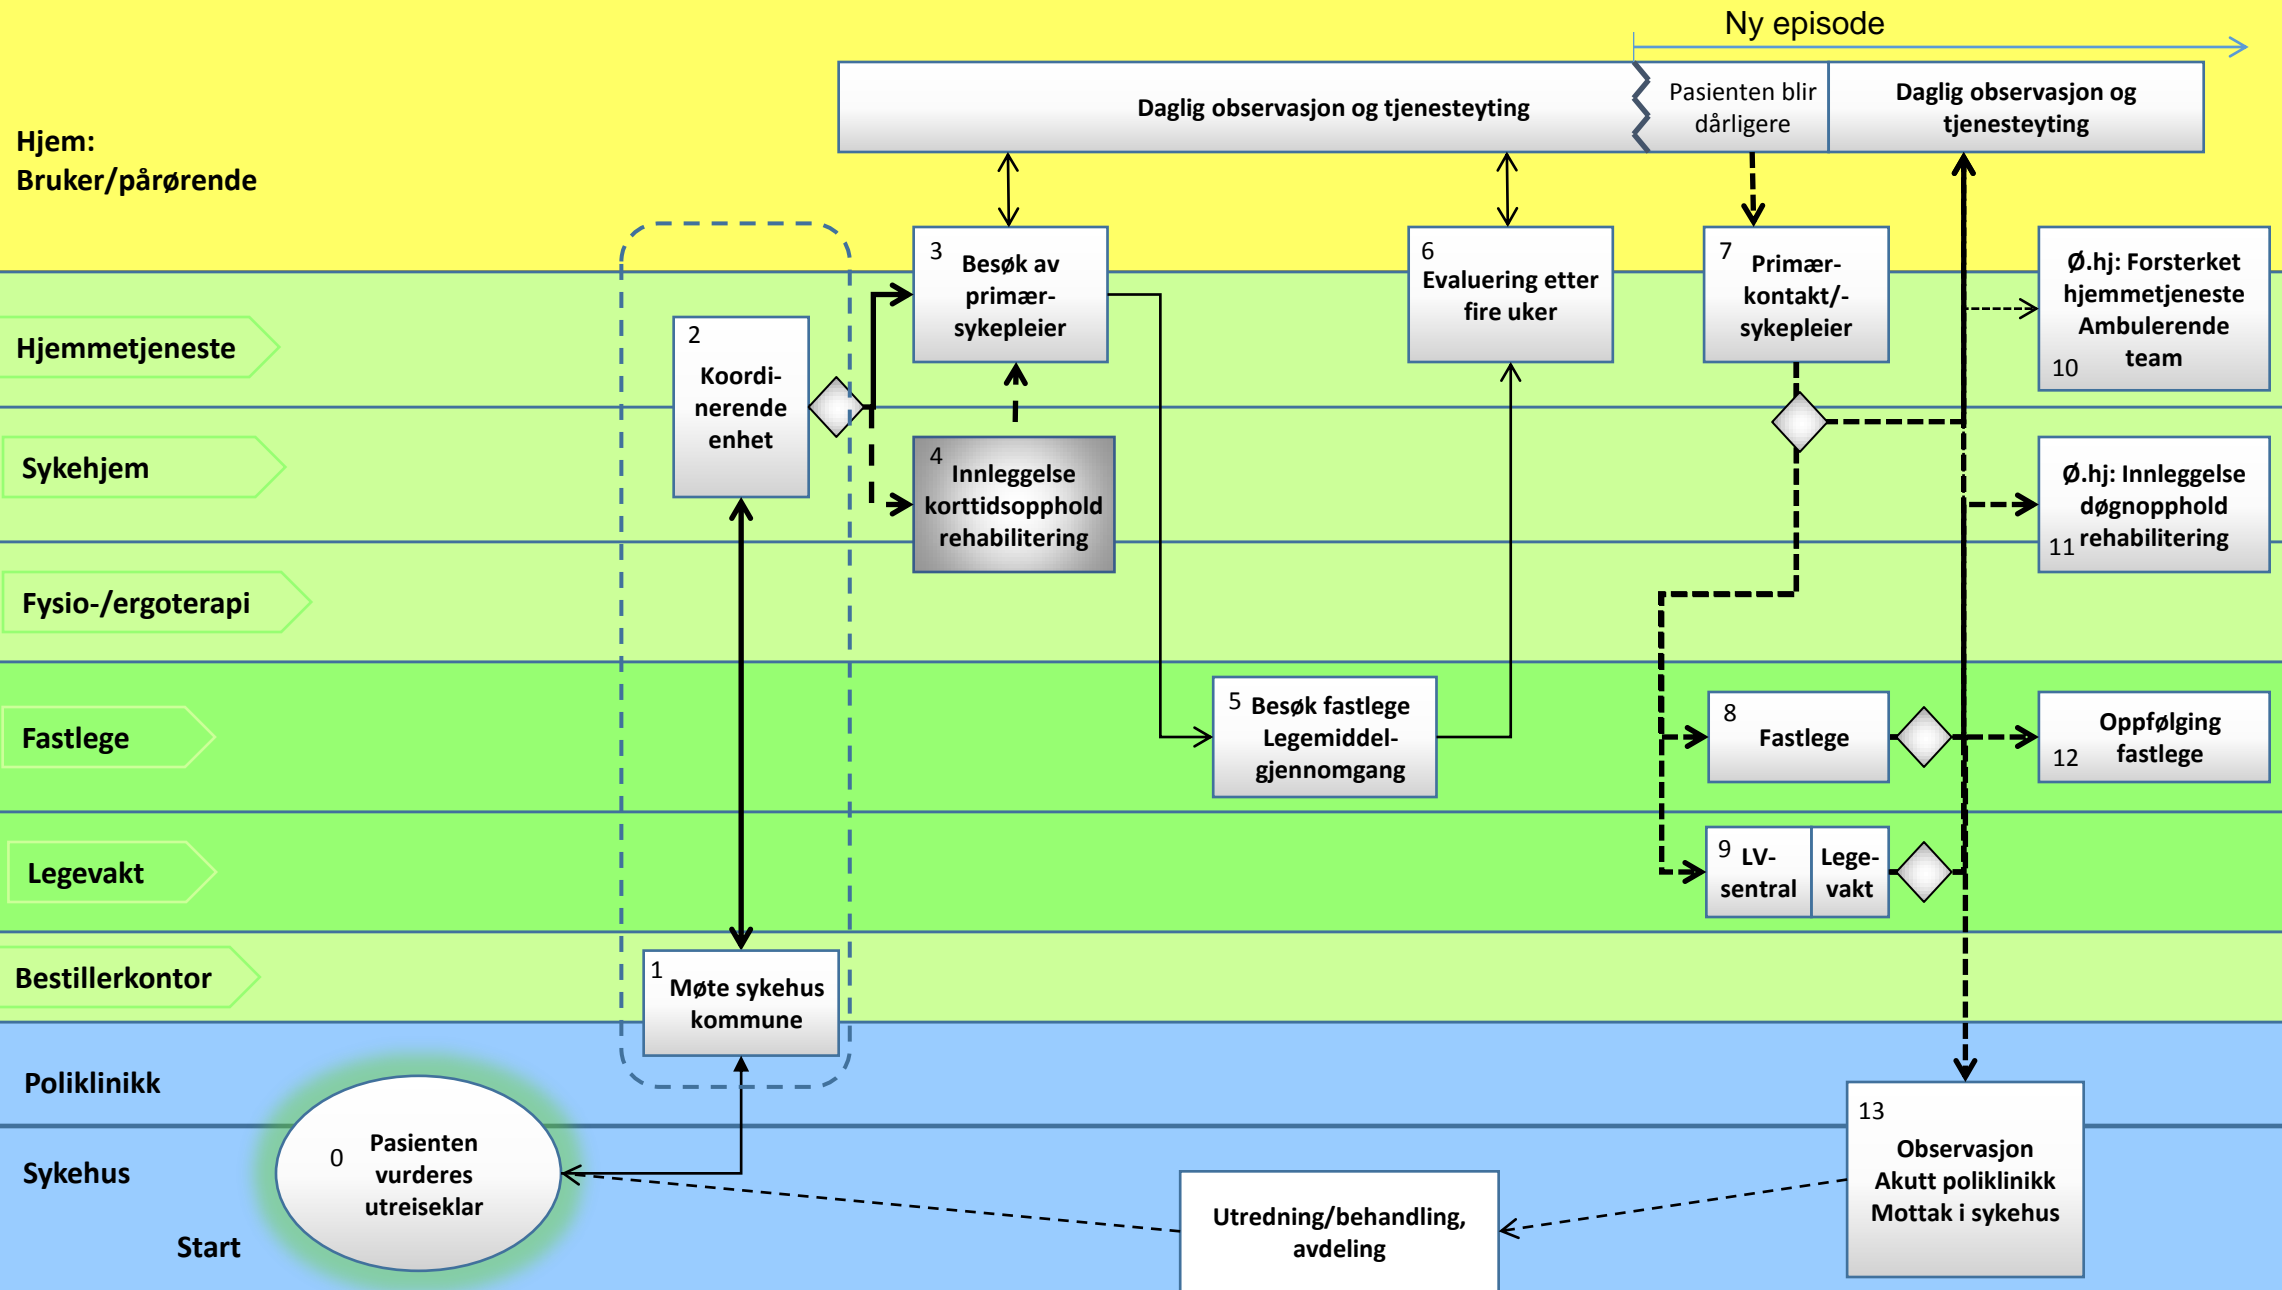 Ny episode
Daglig observasjon og tjenesteyting
Pasienten blir
dårligere
Daglig observasjon og
tjenesteyting
Hjem:
Bruker/pårørende
3
Besøk av
primær-
sykepleier
6
Evaluering etter
fire uker
7
Primær-
kontakt/-
sykepleier
Ø.hj: Forsterket
hjemmetjeneste
Ambulerende
team
10
Hjemmetjeneste
2
Koordi-
nerende
enhet
Sykehjem
4
Innleggelse
korttidsopphold
rehabilitering
Ø.hj: Innleggelse
døgnopphold
rehabilitering
11
Fysio-/ergoterapi
Fastlege
5
Besøk fastlege
Legemiddel-
gjennomgang
8
Fastlege
Oppfølging
fastlege
12
Legevakt
9
LV-
sentral
Lege-
vakt
Bestillerkontor
1
Møte sykehus
kommune
Poliklinikk
Sykehus
Start
0
Pasienten
vurderes
utreiseklar
Utredning/behandling,
avdeling
13
Observasjon
Akutt poliklinikk
Mottak i sykehus